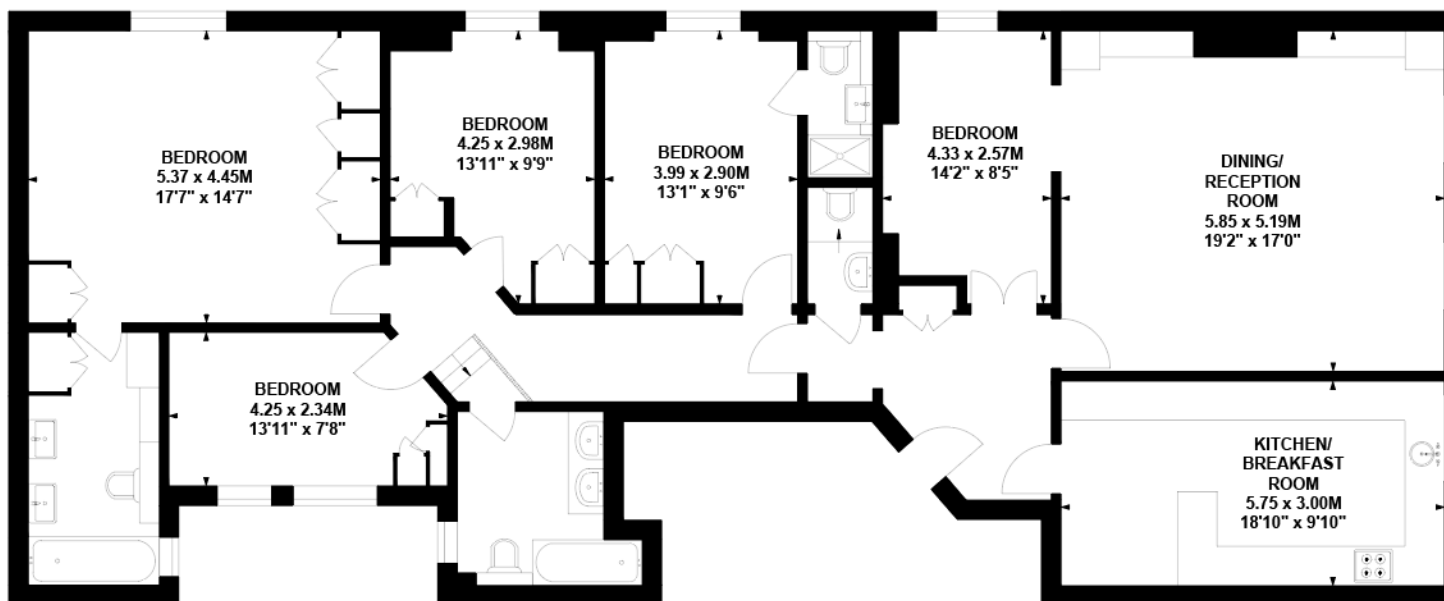 BEDROOM
5.37 x 4.45M
17'7" x 14'7"
BEDROOM
4.25 x 2.98M
13'11" x 9'9"
BEDROOM
3.99 x 2.90M
13'1" x 9'6"
BEDROOM
4.33 x 2.57M
14'2" x 8'5"
DINING/
RECEPTION
ROOM
5.85 x 5.19M
19'2" x 17'0"
BEDROOM
4.25 x 2.34M
13'11" x 7'8"
KITCHEN/
BREAKFAST
ROOM
5.75 x 3.00M
18'10" x 9'10"